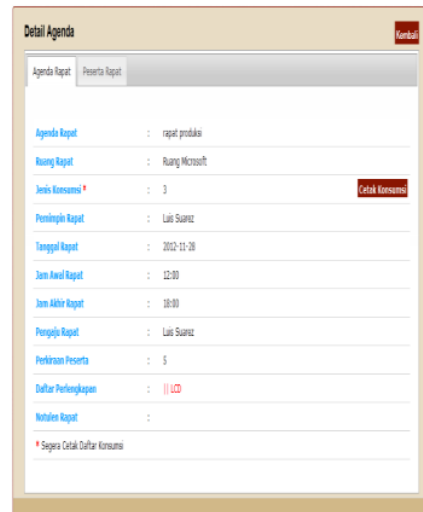 Detail Agenda
Kembali
Agenda Rapat Peserta Rapat
Agenda Rapat : rapat produksi
Ruang Rapat : Ruang Microsoft
Jenis Konsumsi * : 3 Cetak Konsumsi
Pemimpin Rapat : Luis Suarez
Tanggal Rapat : 2012-11-28
Jam Awal Rapat : 12:00
Jam Akhir Rapat : 18:00
Pengaju Rapat : Luis Suarez
Perkiraan Peserta : 5
Daftar Perlengkapan : || LCD
Notulen Rapat :
* Segera Cetak Daftar Konsumsi